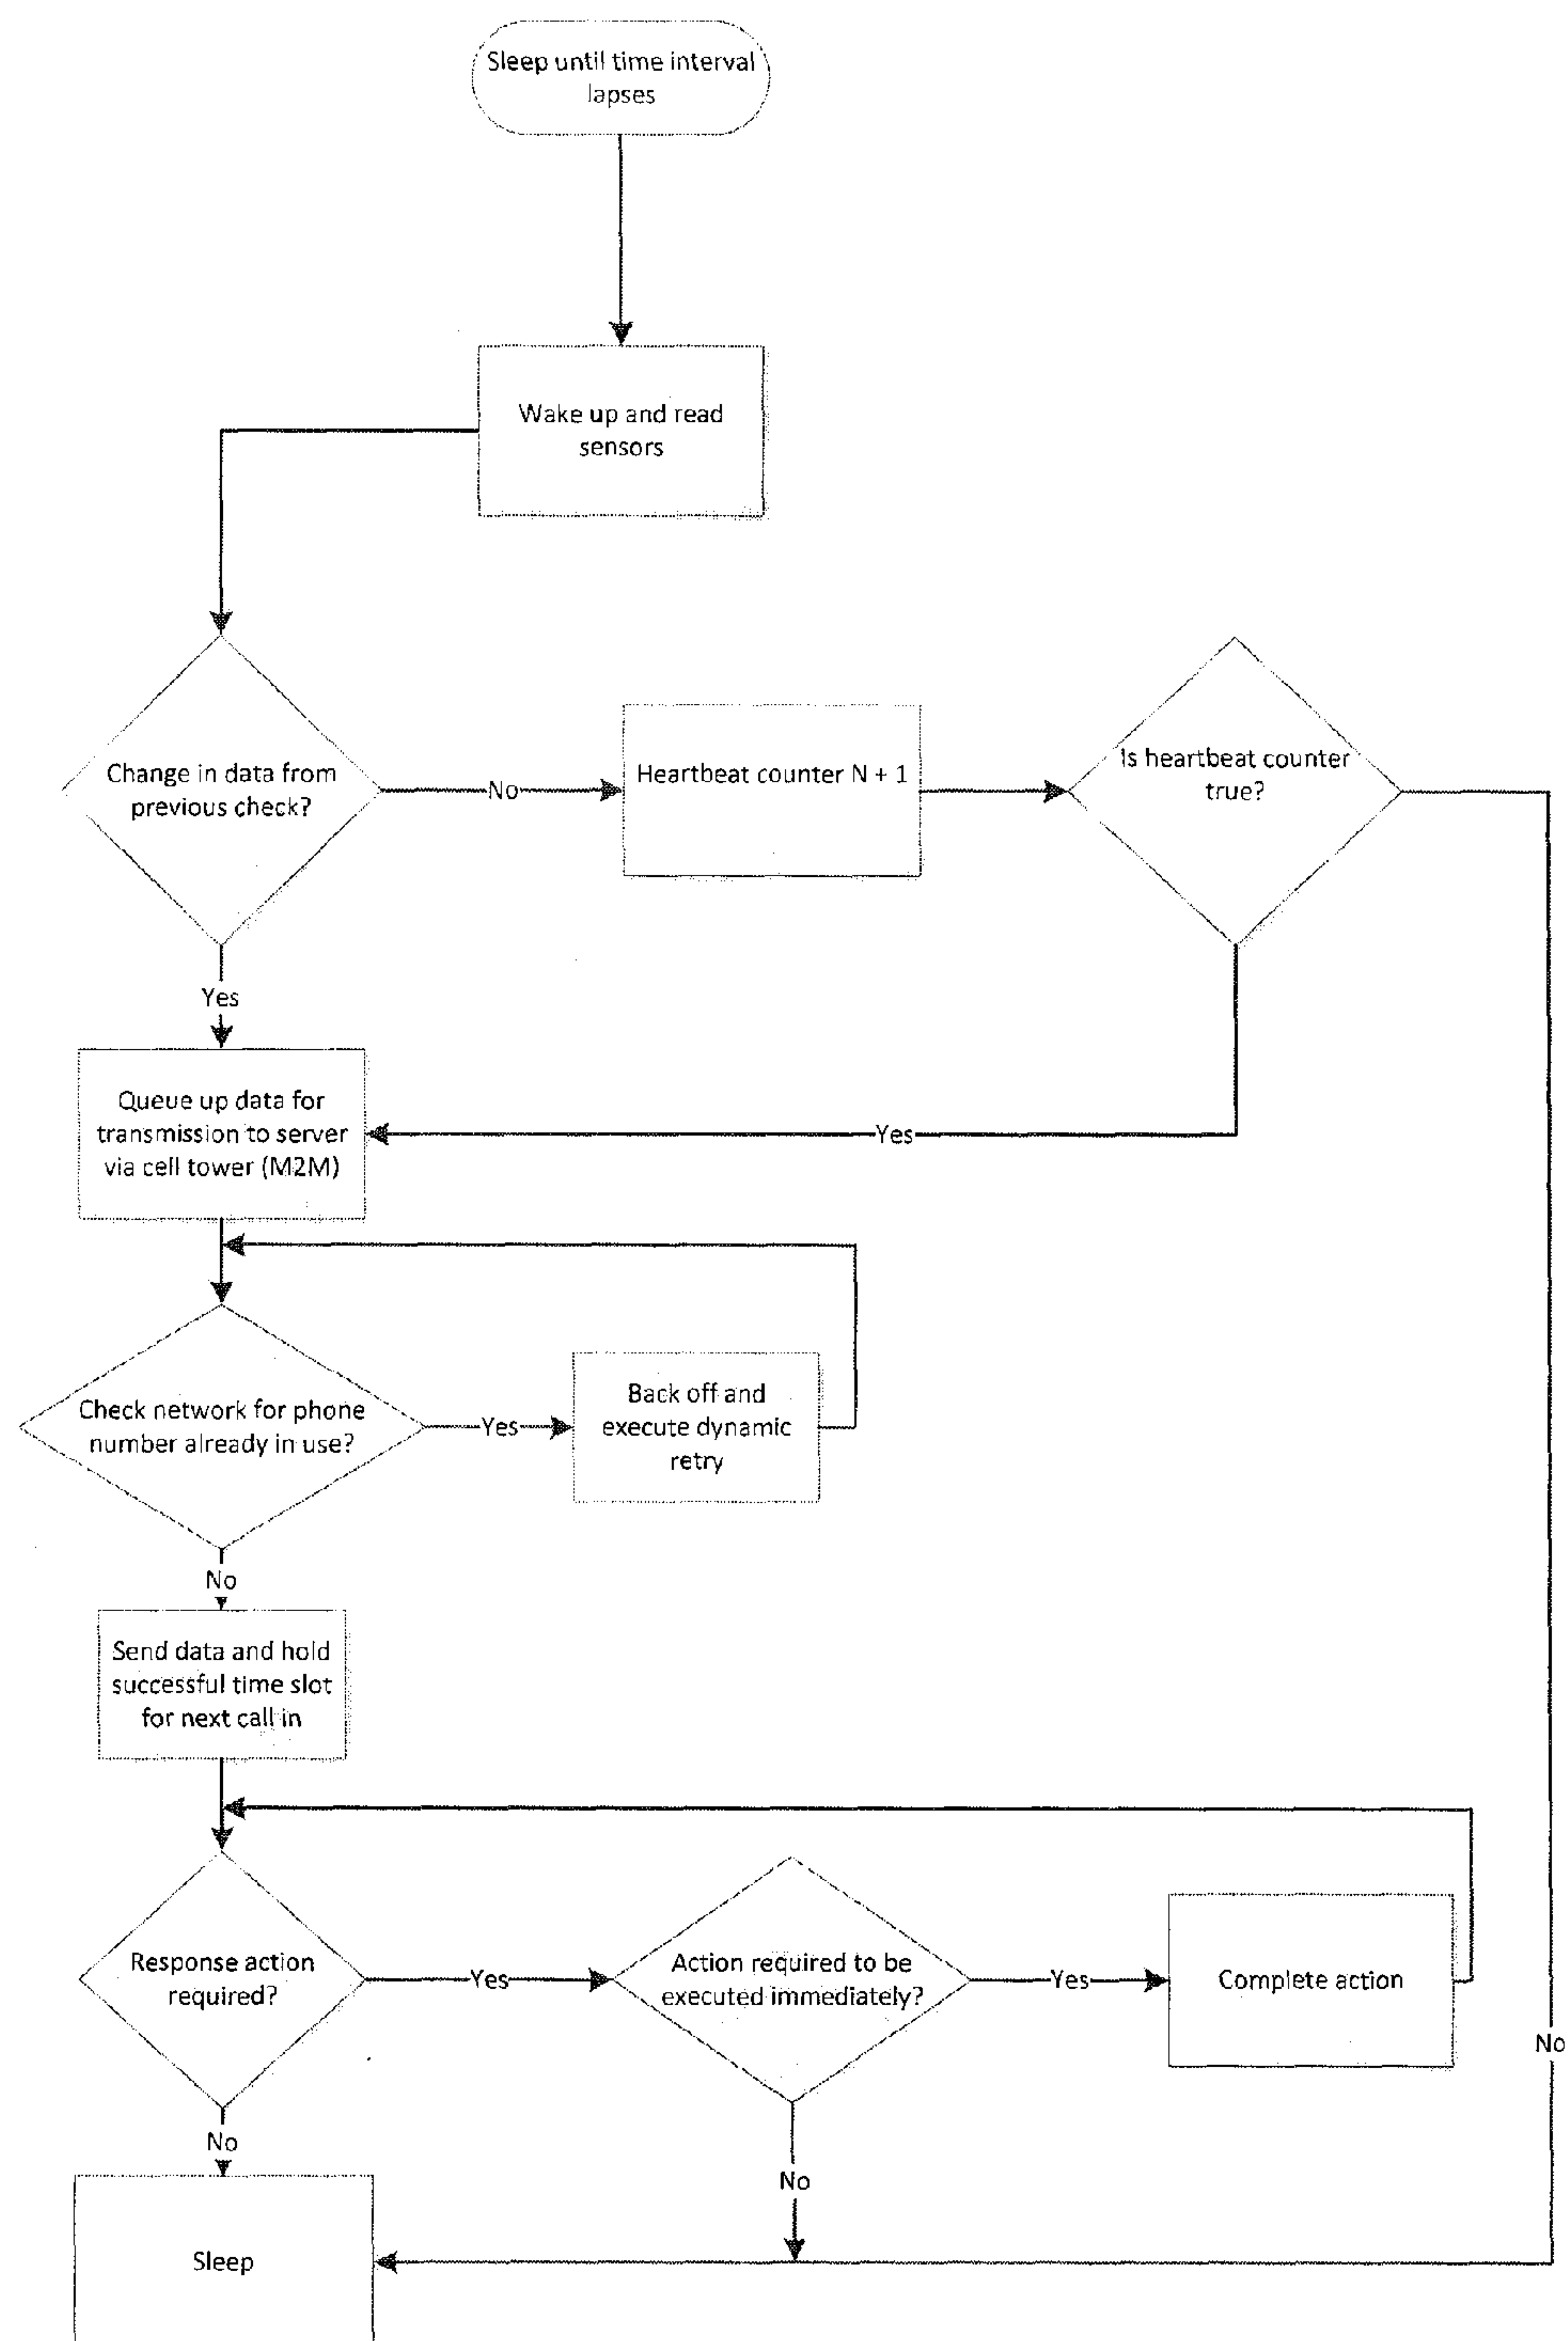 Sleep until time interval
lapses
Wake up and read
sensors
Change in data from
previous check?
No
Heartbeat counter N + 1
Is heartbeat counter
true?
Yes
Queue up data for
transmission to server
via cell tower (M2M)
Yes
Check network for phone
number already in use?
Yes
Back off and
execute dynamic
retry
No
Send data and hold
successful time slot
for next call in
Response action
required?
Yes
Action required to be
executed immediately?
Yes
Complete action
No
No
No
Sleep